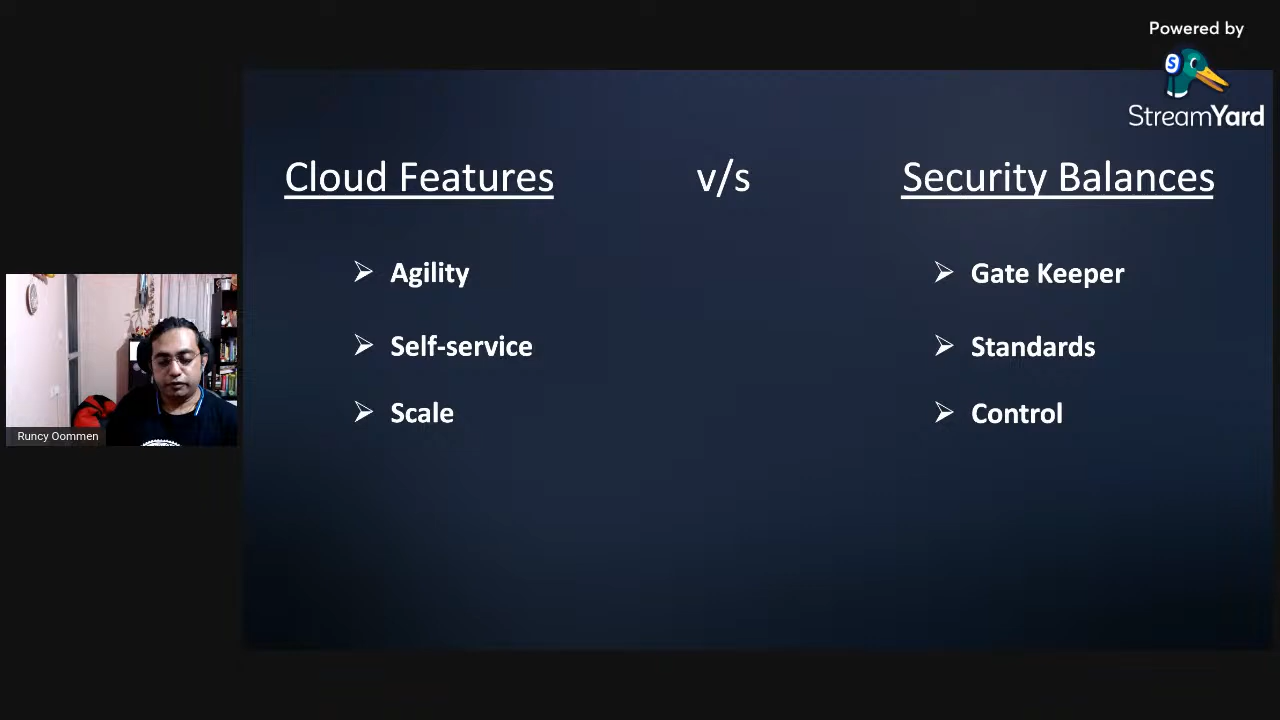 Powered by
S
StreamYard
Cloud Features v/s Security Balances
➢ Agility
➢ Gate Keeper
➢ Self-service
➢ Standards
➢ Scale
➢ Control
Runcy Oommen